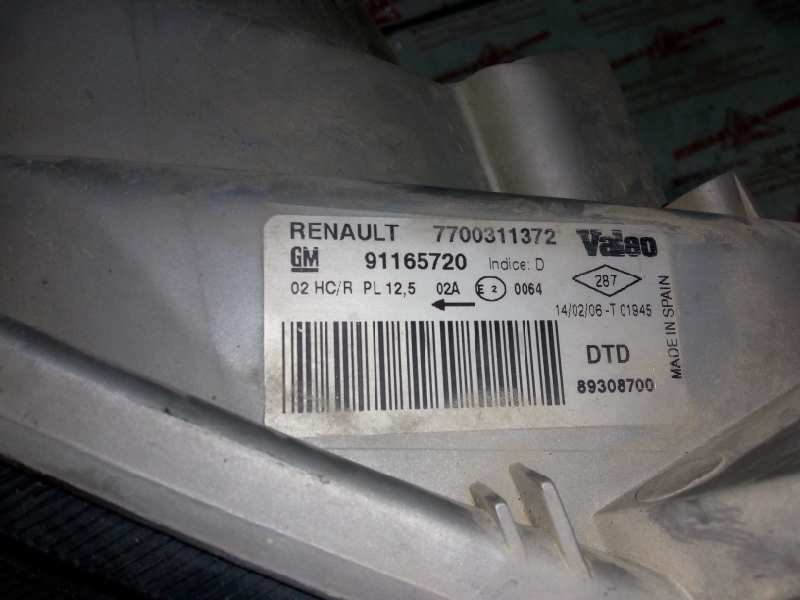 RENAULT 7700311372 Valeo
GM 91165720 Indice: D
02 HC/R PL 12,5 02A E2 0064
287
14/02/06 -T 01945
DTD
89308700
MADE IN SPAIN